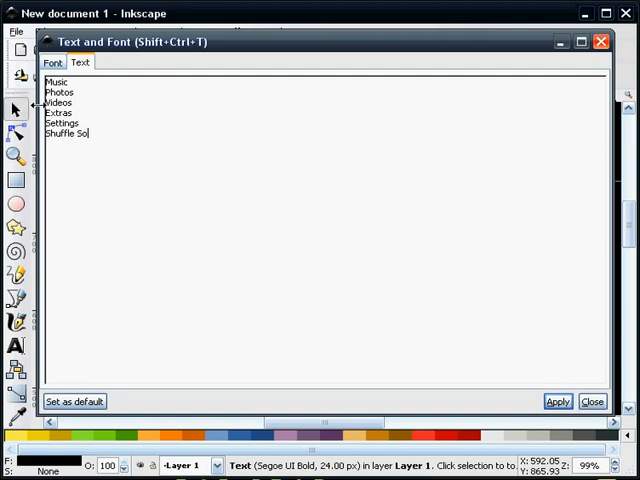 New document 1 - Inkscape
File
Text and Font (Shift+Ctrl+T)
Font Text
Music
Photos
Videos
Extras
Settings
Shuffle So
Set as default Apply Close
F:
S: None
O: 100
Layer 1
Text (Segoe UI Bold, 24.00 px) in layer Layer 1. Click selection to to.
X: 592.05
Y: 865.93
Z: 99%